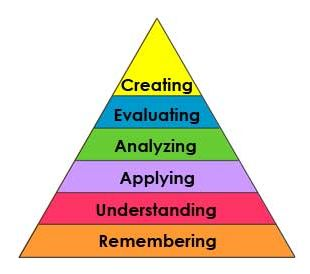 Creating
Evaluating
Analyzing
Applying
Understanding
Remembering